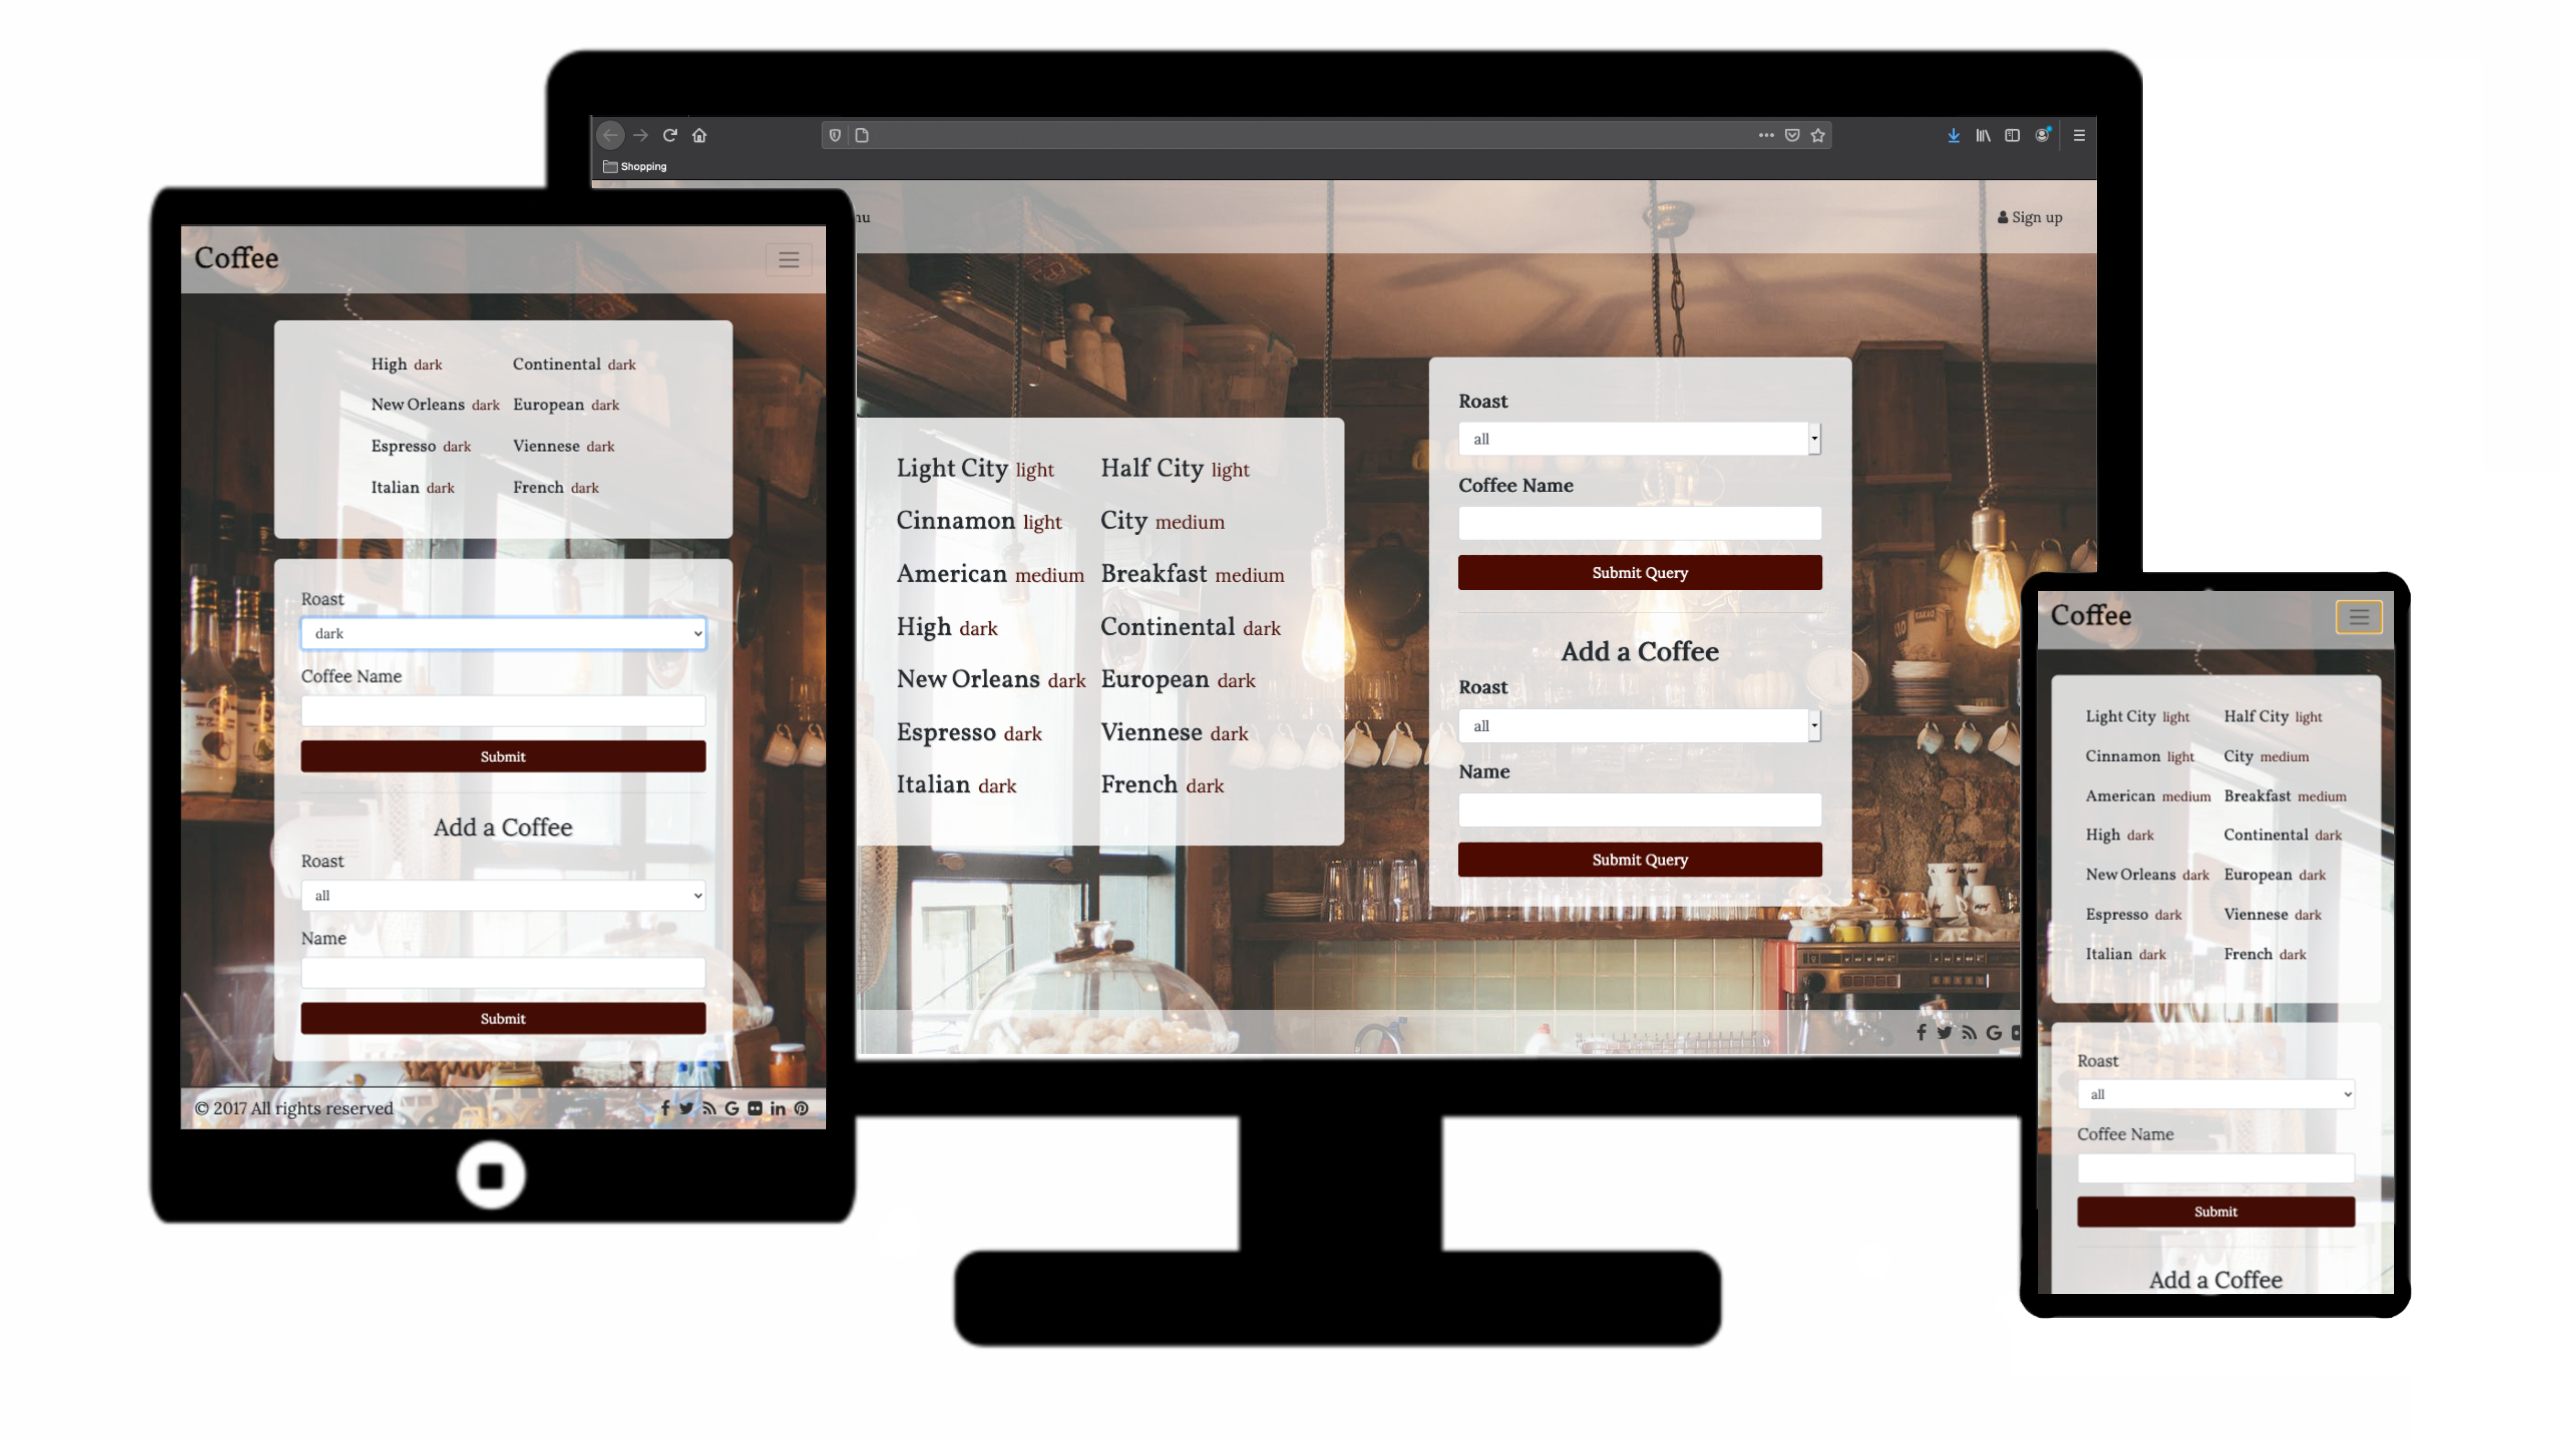 Shopping
Sign up
Light City light Half City light
Cinnamon light City medium
American medium Breakfast medium
High dark Continental dark
New Orleans dark European dark
Espresso dark Viennese dark
Italian dark French dark
Roast
all
Coffee Name
Submit Query
Add a Coffee
Roast
all
Name
Submit Query
Coffee
High dark Continental dark
New Orleans dark European dark
Espresso dark Viennese dark
Italian dark French dark
Roast
dark
Coffee Name
Submit
Add a Coffee
Roast
all
Name
Submit
© 2017 All rights reserved
Coffee
Light City light Half City light
Cinnamon light City medium
American medium Breakfast medium
High dark Continental dark
New Orleans dark European dark
Espresso dark Viennese dark
Italian dark French dark
Roast
all
Coffee Name
Submit
Add a Coffee